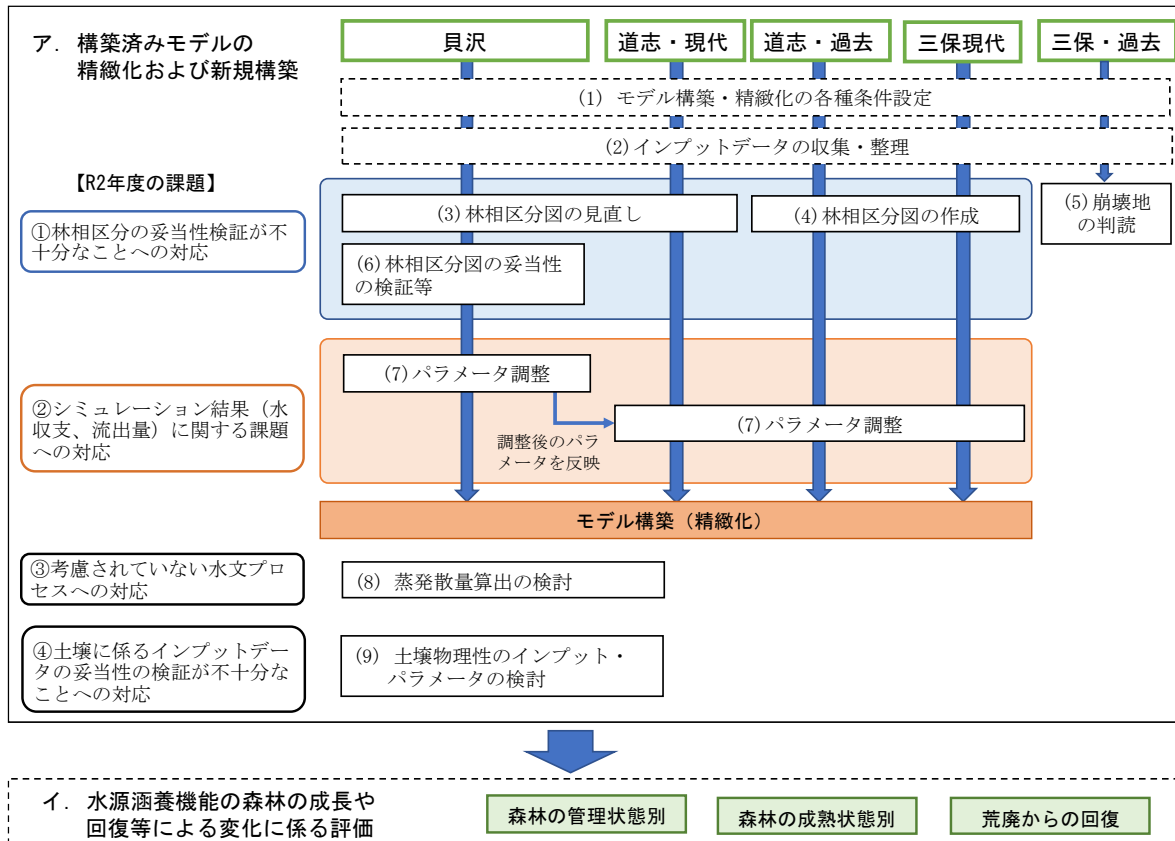 ア．構築済みモデルの
精緻化および新規構築
貝沢
道志・現代
道志・過去
三保現代
三保・過去
(1) モデル構築・精緻化の各種条件設定
(2)インプットデータの収集・整理
【R2年度の課題】
①林相区分の妥当性検証が不
十分なことへの対応
(3)林相区分図の見直し
(4)林相区分図の作成
(5)崩壊地
の判読
(6)林相区分図の妥当性
の検証等
②シミュレーション結果（水
収支、流出量）に関する課題
への対応
(7)パラメータ調整
調整後のパラ
メータを反映
(7)パラメータ調整
モデル構築（精緻化）
③考慮されていない水文プロ
セスへの対応
(8) 蒸発散量算出の検討
④土壌に係るインプットデー
タの妥当性の検証が不十分な
ことへの対応
(9) 土壌物理性のインプット・
パラメータの検討
イ．水源涵養機能の森林の成長や
回復等による変化に係る評価
森林の管理状態別
森林の成熟状態別
荒廃からの回復